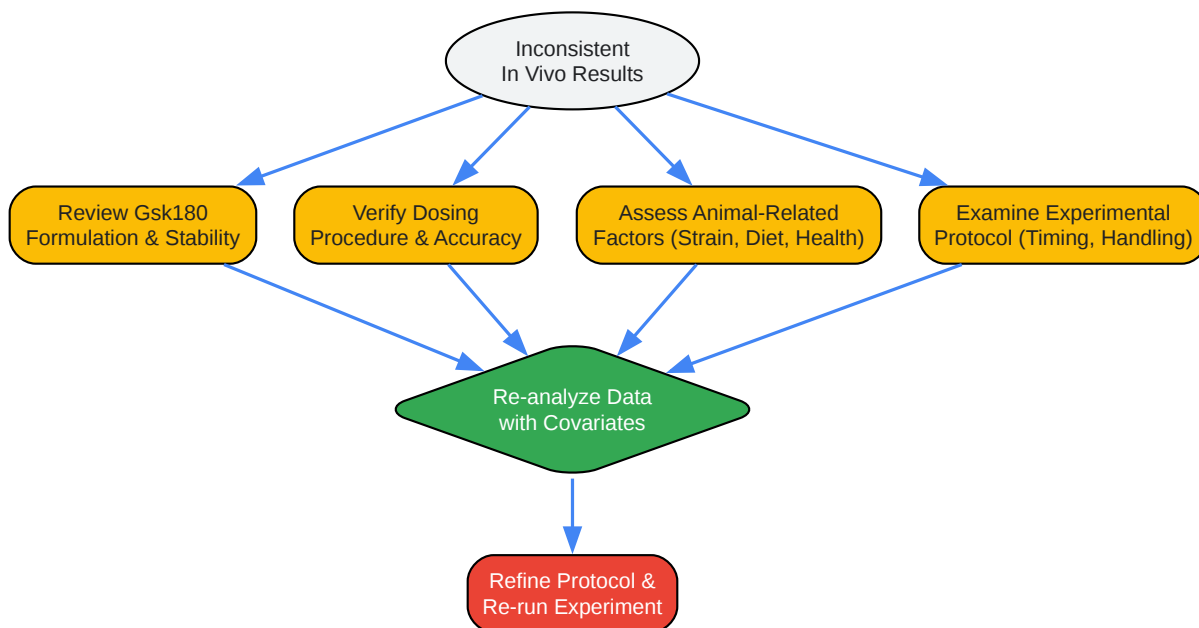 Inconsistent
In Vivo Results
Review Gsk180
Formulation & Stability
Verify Dosing
Procedure & Accuracy
Assess Animal-Related
Factors (Strain, Diet, Health)
Examine Experimental
Protocol (Timing, Handling)
Re-analyze Data
with Covariates
Refine Protocol &
Re-run Experiment